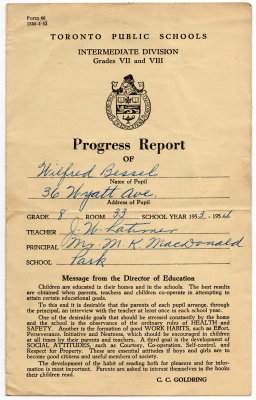 Form 86
TORONTO PUBLIC SCHOOLS
INTERMEDIATE DIVISION
Grades VII and VIII
Progress Report
OF
Wilfred Bessel
Name of Pupil
36 Wyatt Ave.
Address of Pupil
GRADE 8 ROOM 33 SCHOOL YEAR 1953-1954
TEACHER J. W. Latimer
PRINCIPAL Mr. M. K. MacDonald
SCHOOL Park
Message from the Director of Education
Children are educated in their homes and in the schools. The best results
are obtained when parents, teachers and children co-operate in attempting to
attain certain educational goals.
To this end it is desirable that the parents of each pupil arrange, through
the principal, an interview with the teacher at least once in each school year.
One of the desirable goals that should be stressed constantly by the home
and the school is the observance of the ordinary rules of HEALTH and
SAFETY. Another is the formation of good WORK HABITS, such as Effort,
Perseverance, Initiative and Neatness, which should be encouraged in children
at all times by their parents and teachers. A third goal is the development of
SOCIAL ATTITUDES, such as Courtesy, Co-operation, Self-control, and
Respect for Property. These are essential attitudes if boys and girls are to
become good citizens and useful members of society.
The development of the habit of reading for pleasure and for information
is most important. Parents are asked to interest themselves in the books
their children read.
C. C. GOLDRING